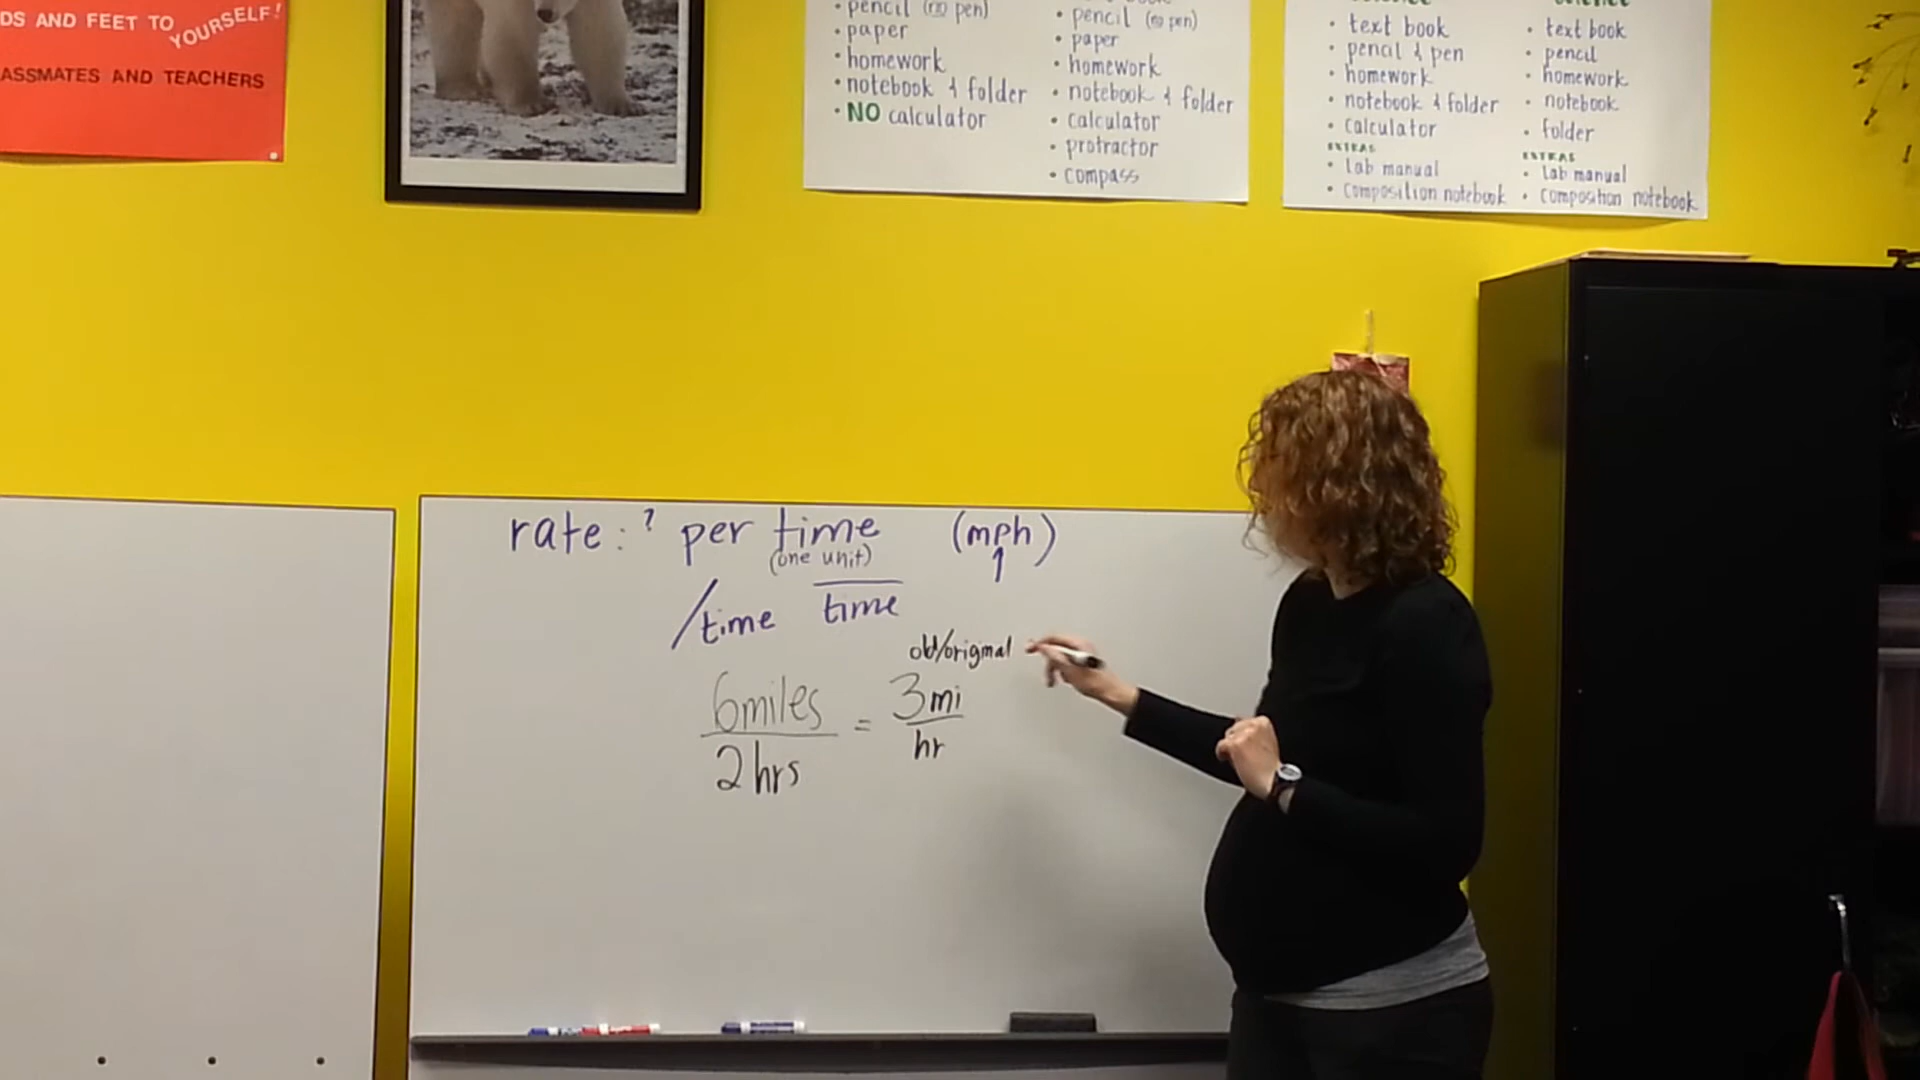 DS AND FEET TO YOURSELF!
ASSMATES AND TEACHERS
• pencil (no pen)
• paper
• homework
• notebook & folder
• NO calculator
• pencil (no pen)
• paper
• homework
• notebook & folder
• calculator
• protractor
• compass
• text book
• pencil & pen
• homework
• notebook & folder
• calculator
EXTRAS
• lab manual
• composition notebook
• text book
• pencil
• homework
• notebook
• folder
EXTRAS
• lab manual
• composition notebook
rate: ? per time (mph)
(one unit)
/time time
old/original
6miles = 3mi
2hrs hr